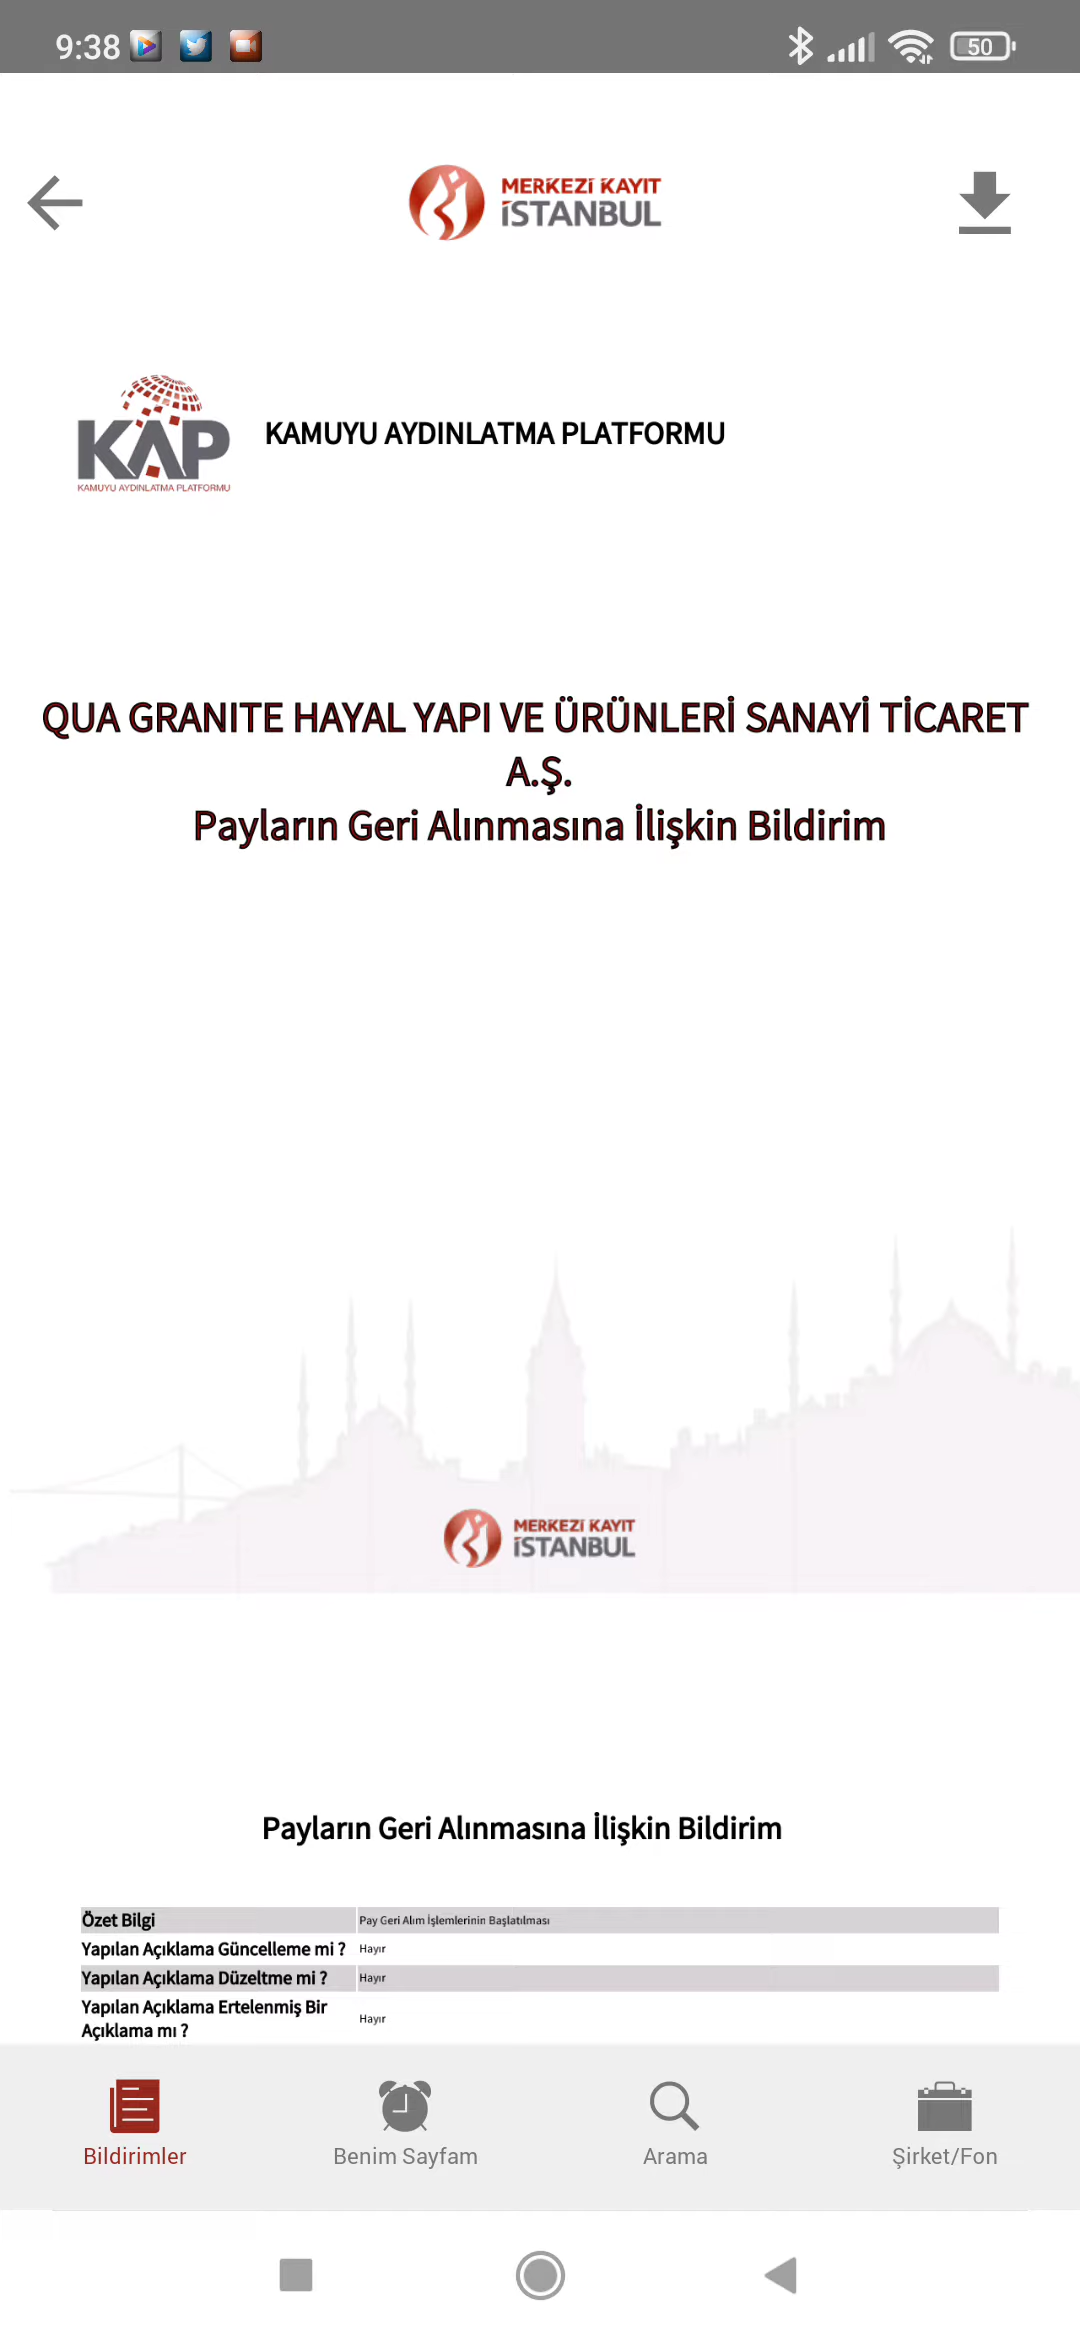 9:38
50
MERKEZİ KAYIT
İSTANBUL
KAP
KAMUYU AYDINLATMA PLATFORMU
KAMUYU AYDINLATMA PLATFORMU
QUA GRANITE HAYAL YAPI VE ÜRÜNLERİ SANAYİ TİCARET
A.Ş.
Payların Geri Alınmasına İlişkin Bildirim
MERKEZİ KAYIT
İSTANBUL
Payların Geri Alınmasına İlişkin Bildirim
Özet Bilgi Pay Geri Alım İşlemlerinin Başlatılması
Yapılan Açıklama Güncelleme mi ? Hayır
Yapılan Açıklama Düzeltme mi ? Hayır
Yapılan Açıklama Ertelenmiş Bir
Açıklama mı ? Hayır
Bildirimler Benim Sayfam Arama Şirket/Fon